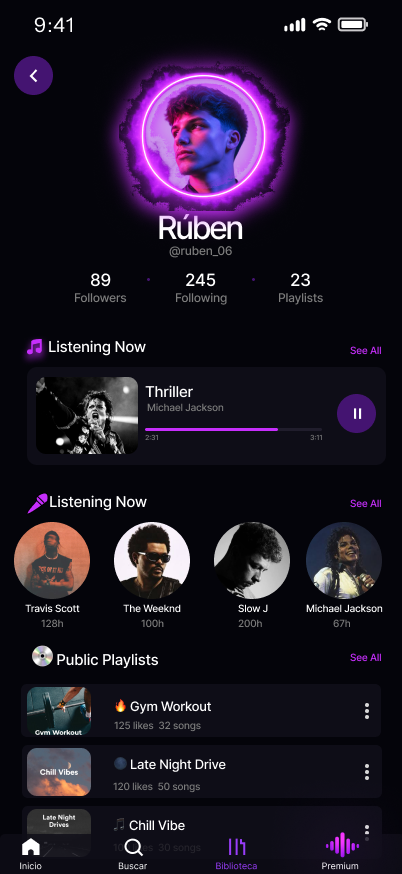 9:41
Rúben
@ruben_06
89 245 23
Followers Following Playlists
Listening Now See All
Thriller
Michael Jackson
2:31 3:11
Listening Now See All
Travis Scott The Weeknd Slow J Michael Jackson
128h 100h 200h 67h
Public Playlists See All
Gym Workout
Gym Workout
125 likes 32 songs
Late Night Drive
Chill Vibes
120 likes 50 songs
Late Night
Drives
Chill Vibe
30 songs
Inicio Buscar Biblioteca Premium